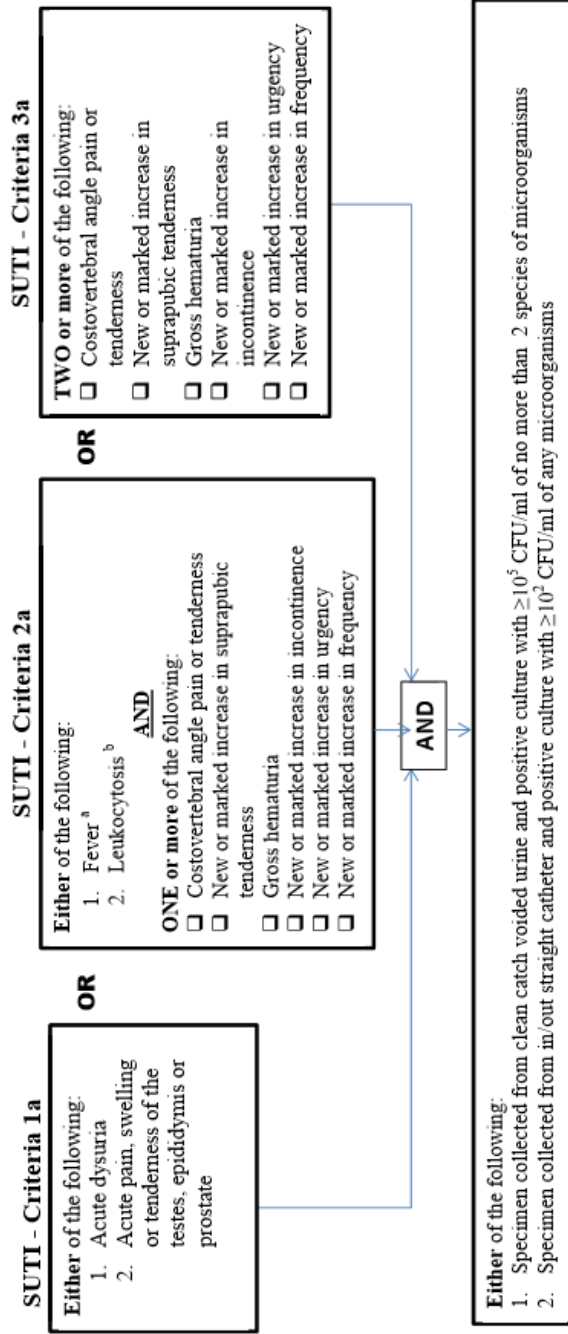 SUTI - Criteria 1a
Either of the following:
1. Acute dysuria
2. Acute pain, swelling
or tenderness of the
testes, epididymis or
prostate
OR
SUTI - Criteria 2a
Either of the following:
1. Fever a
2. Leukocytosis b
AND
ONE or more of the following:
❑ Costovertebral angle pain or tenderness
❑ New or marked increase in suprapubic
tenderness
❑ Gross hematuria
❑ New or marked increase in incontinence
❑ New or marked increase in urgency
❑ New or marked increase in frequency
OR
SUTI - Criteria 3a
TWO or more of the following:
❑ Costovertebral angle pain or
tenderness
❑ New or marked increase in
suprapubic tenderness
❑ Gross hematuria
❑ New or marked increase in
incontinence
❑ New or marked increase in urgency
❑ New or marked increase in frequency
AND
Either of the following:
1. Specimen collected from clean catch voided urine and positive culture with ≥10⁵ CFU/ml of no more than 2 species of microorganisms
2. Specimen collected from in/out straight catheter and positive culture with ≥10² CFU/ml of any microorganisms